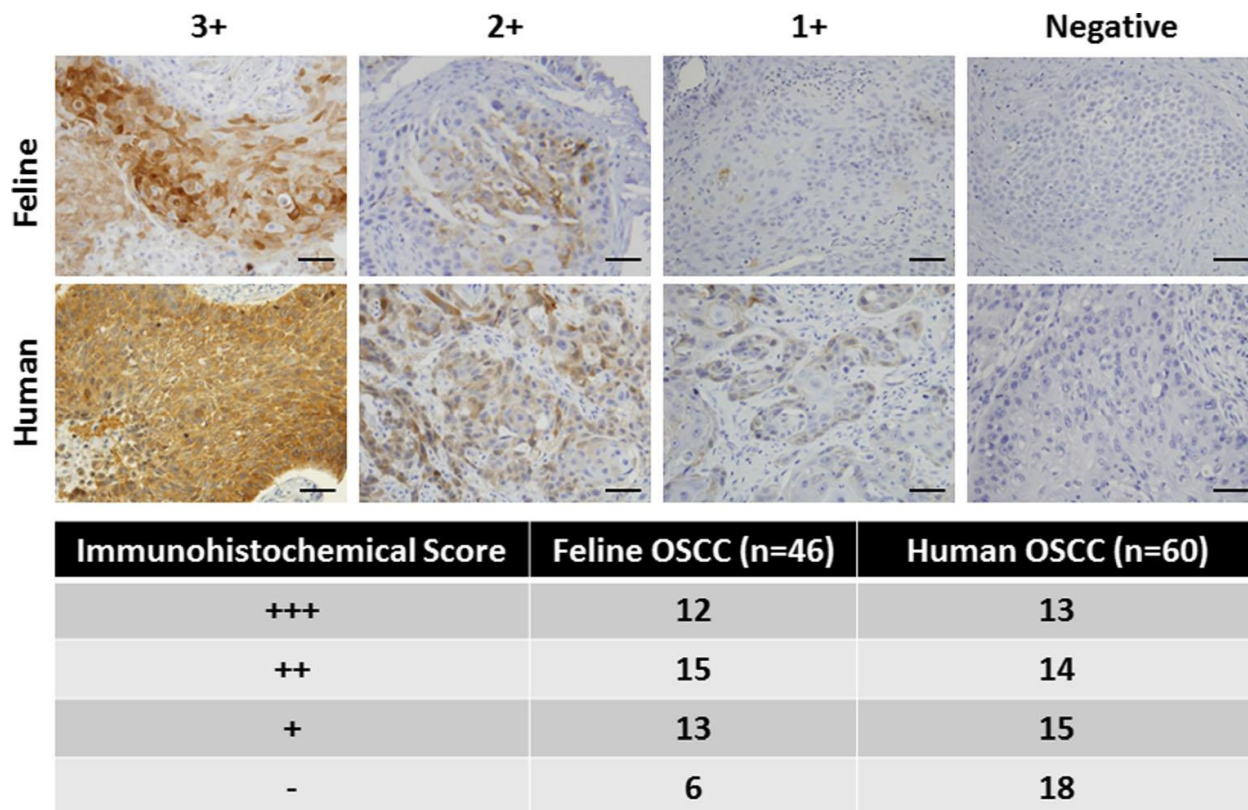 3+ 2+ 1+ Negative
Feline
Human
Immunohistochemical Score Feline OSCC (n=46) Human OSCC (n=60)
+++ 12 13
++ 15 14
+ 13 15
- 6 18